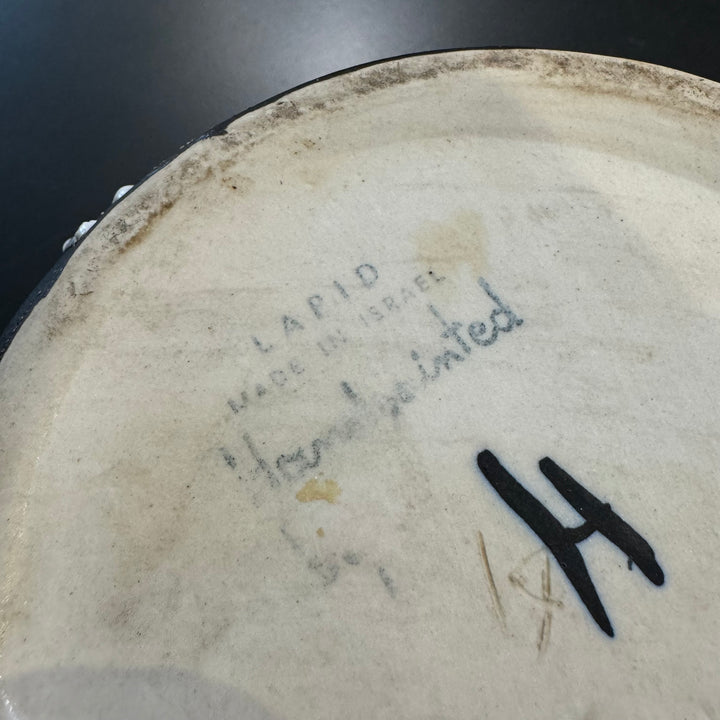 LAPID
MADE IN ISRAEL
Handpainted
H